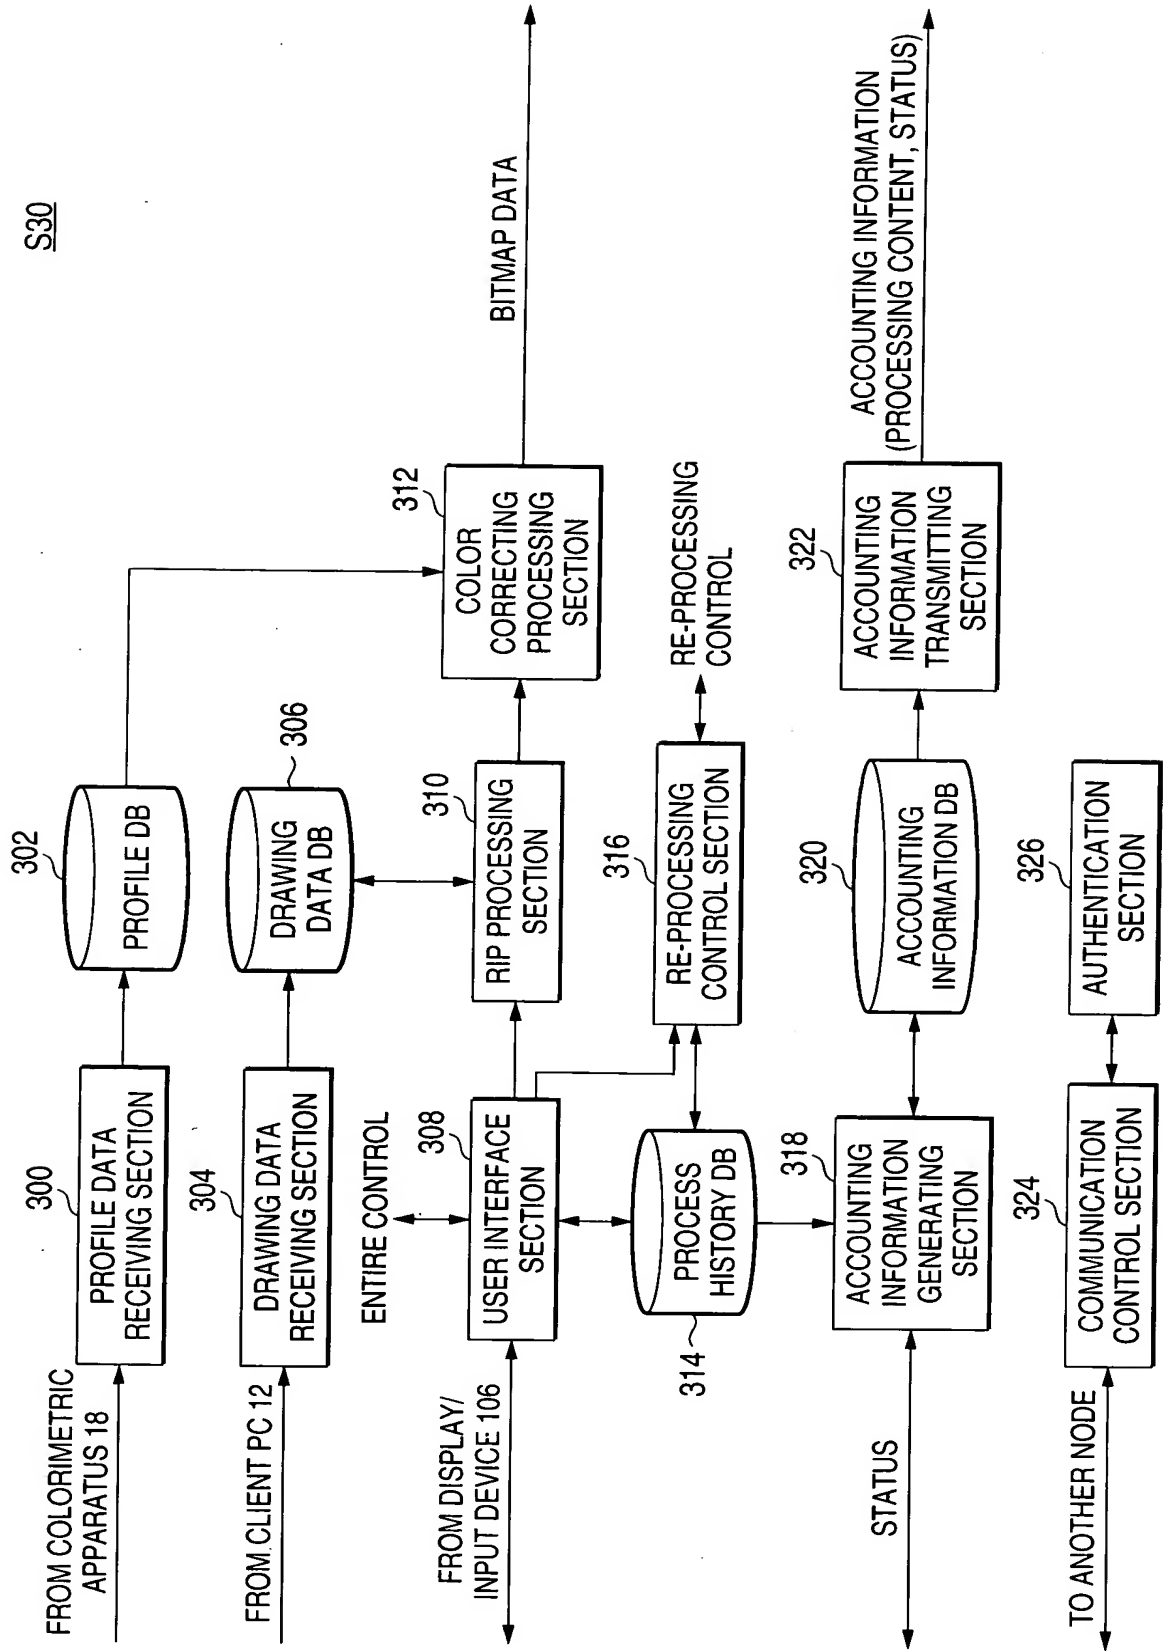 S30
FROM COLORIMETRIC
APPARATUS 18
300
PROFILE DATA
RECEIVING SECTION
302
PROFILE DB
FROM CLIENT PC 12
304
DRAWING DATA
RECEIVING SECTION
306
DRAWING
DATA DB
ENTIRE CONTROL
FROM DISPLAY/
INPUT DEVICE 106
308
USER INTERFACE
SECTION
310
RIP PROCESSING
SECTION
312
COLOR
CORRECTING
PROCESSING
SECTION
BITMAP DATA
314
PROCESS
HISTORY DB
316
RE-PROCESSING
CONTROL SECTION
RE-PROCESSING
CONTROL
STATUS
318
ACCOUNTING
INFORMATION
GENERATING
SECTION
320
ACCOUNTING
INFORMATION DB
322
ACCOUNTING
INFORMATION
TRANSMITTING
SECTION
ACCOUNTING INFORMATION
(PROCESSING CONTENT, STATUS)
TO ANOTHER NODE
324
COMMUNICATION
CONTROL SECTION
326
AUTHENTICATION
SECTION